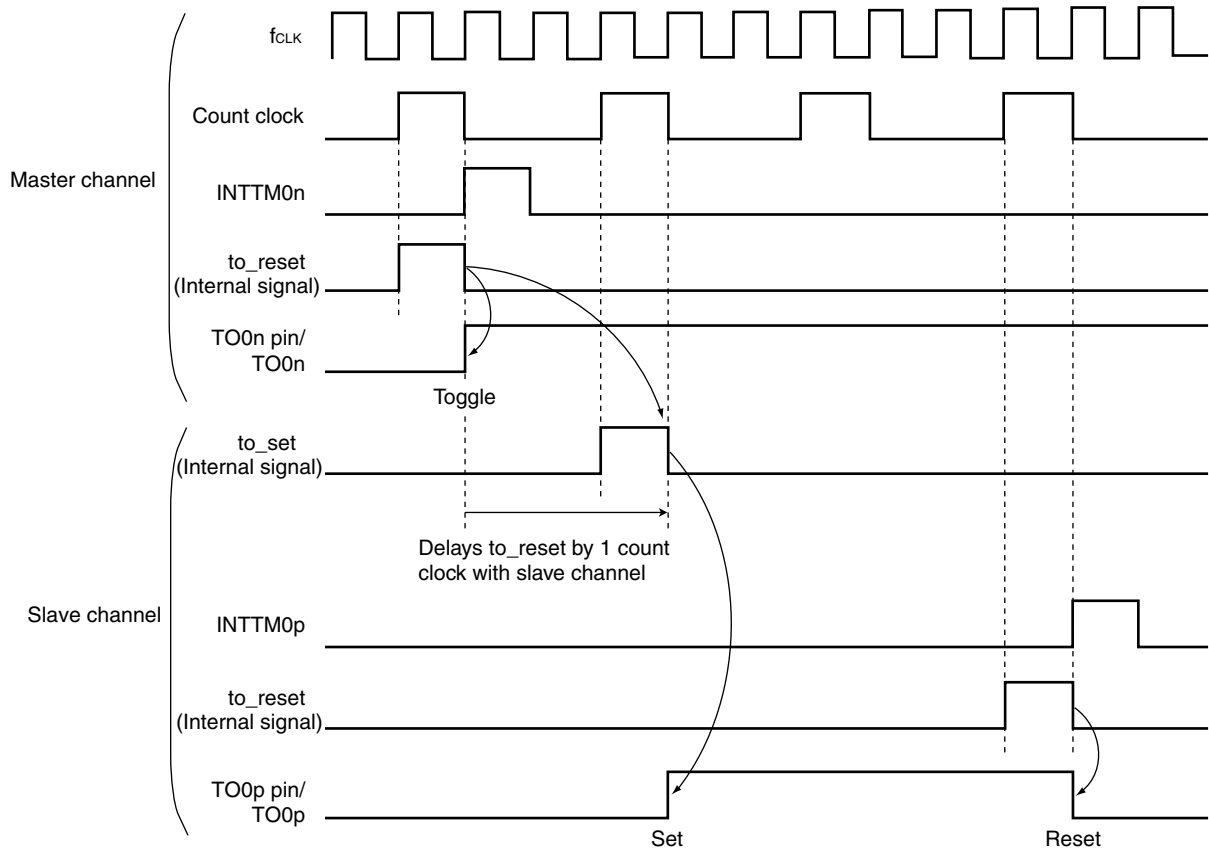 fCLK
Count clock
Master channel
INTTM0n
to_reset
(Internal signal)
TO0n pin/
TO0n
Toggle
to_set
(Internal signal)
Delays to_reset by 1 count
clock with slave channel
Slave channel
INTTM0p
to_reset
(Internal signal)
TO0p pin/
TO0p
Set
Reset